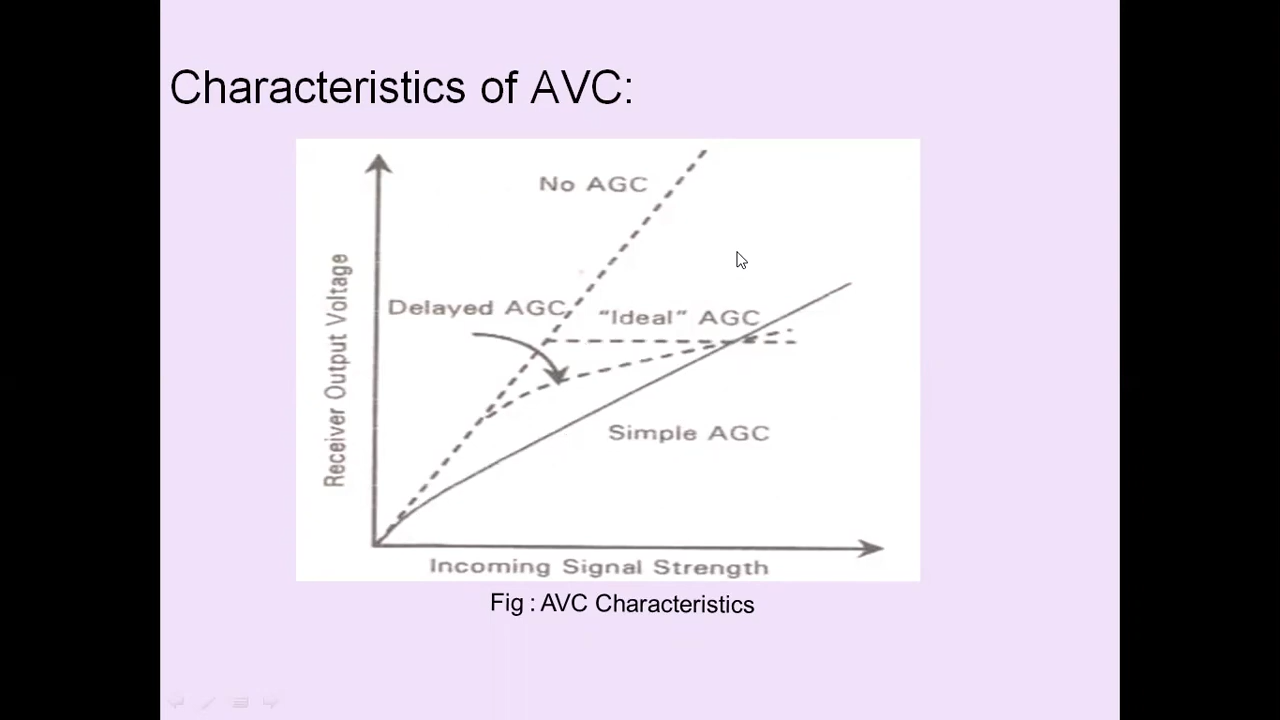 Characteristics of AVC:
No AGC
Delayed AGC
"Ideal" AGC
Simple AGC
Receiver Output Voltage
Incoming Signal Strength
Fig : AVC Characteristics